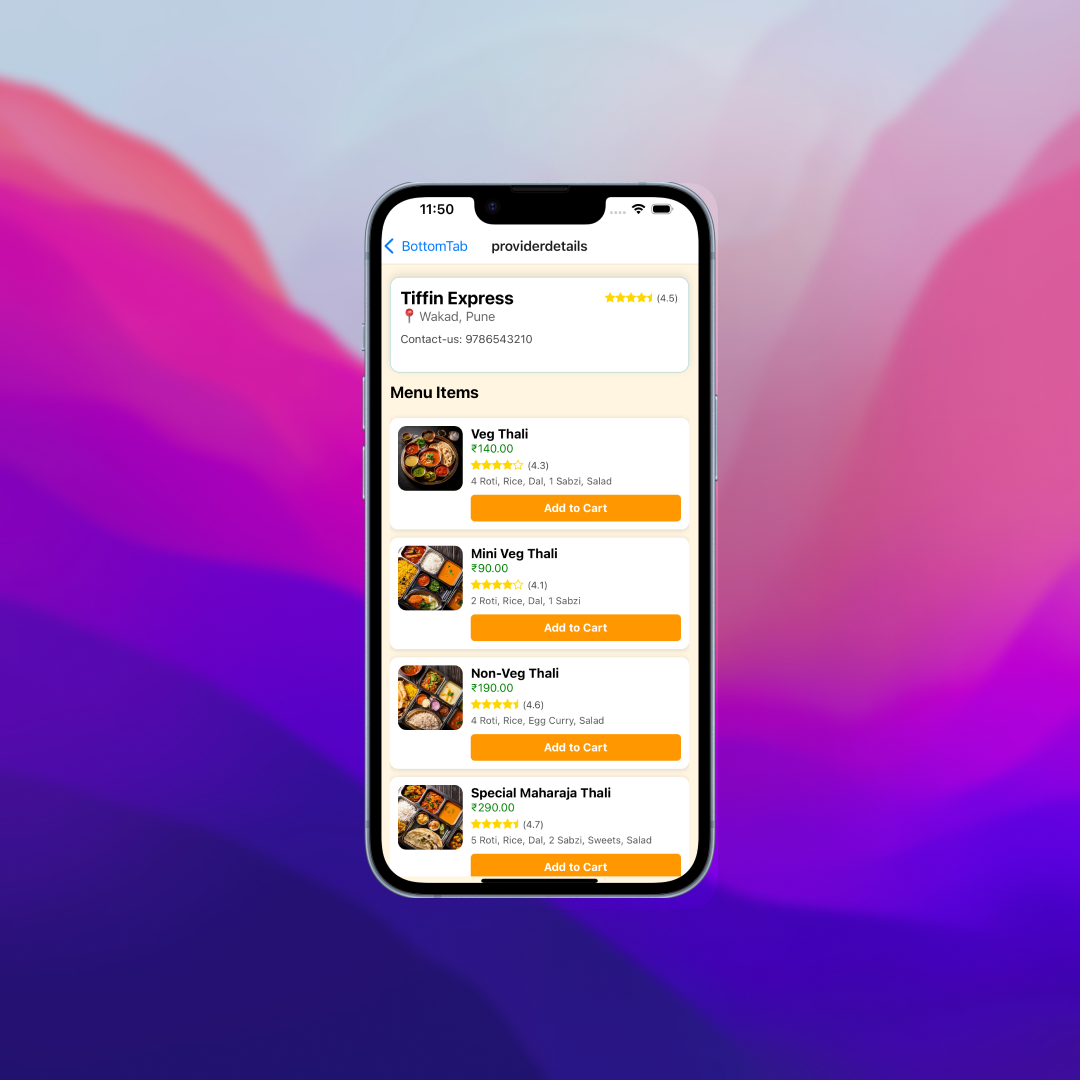 11:50
BottomTab providerdetails
Tiffin Express (4.5)
📍 Wakad, Pune
Contact-us: 9786543210
Menu Items
Veg Thali
₹140.00
(4.3)
4 Roti, Rice, Dal, 1 Sabzi, Salad
Add to Cart
Mini Veg Thali
₹90.00
(4.1)
2 Roti, Rice, Dal, 1 Sabzi
Add to Cart
Non-Veg Thali
₹190.00
(4.6)
4 Roti, Rice, Egg Curry, Salad
Add to Cart
Special Maharaja Thali
₹290.00
(4.7)
5 Roti, Rice, Dal, 2 Sabzi, Sweets, Salad
Add to Cart